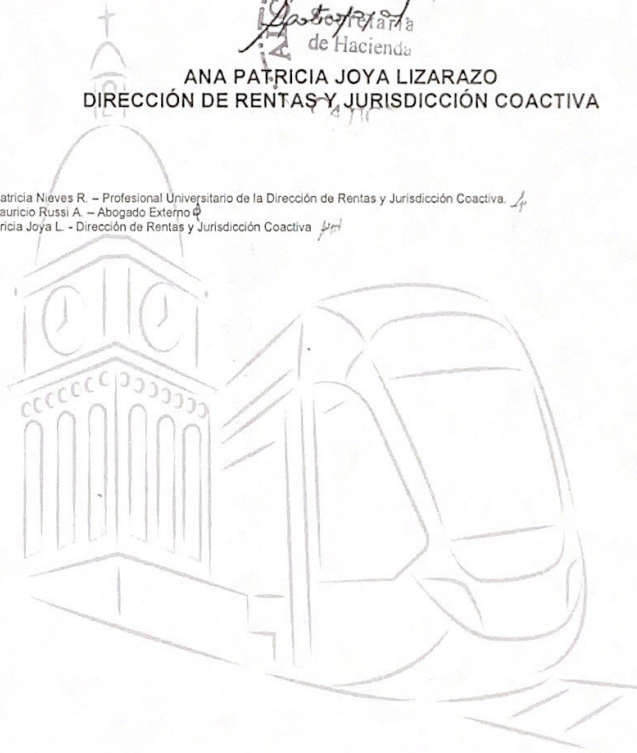 Secretaría
de Hacienda
ANA PATRICIA JOYA LIZARAZO
DIRECCIÓN DE RENTAS Y JURISDICCIÓN COACTIVA
atricia Nieves R. – Profesional Universitario de la Dirección de Rentas y Jurisdicción Coactiva.
auricio Russi A. – Abogado Externo
ricia Joya L. - Dirección de Rentas y Jurisdicción Coactiva